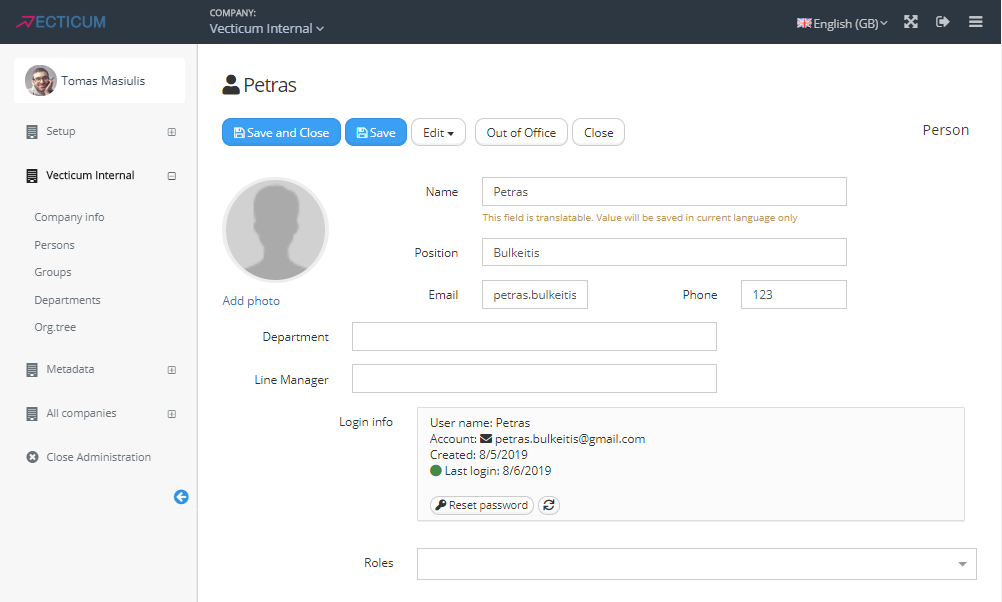 VECTICUM
COMPANY:
Vecticum Internal
English (GB)
Tomas Masiulis
Setup
Vecticum Internal
Company info
Persons
Groups
Departments
Org.tree
Metadata
All companies
Close Administration
Petras
Save and Close
Save
Edit
Out of Office
Close
Person
Add photo
Name
Petras
This field is translatable. Value will be saved in current language only
Position
Bulkeitis
Email
petras.bulkeitis
Phone
123
Department
Line Manager
Login info
User name: Petras
Account: petras.bulkeitis@gmail.com
Created: 8/5/2019
Last login: 8/6/2019
Reset password
Roles